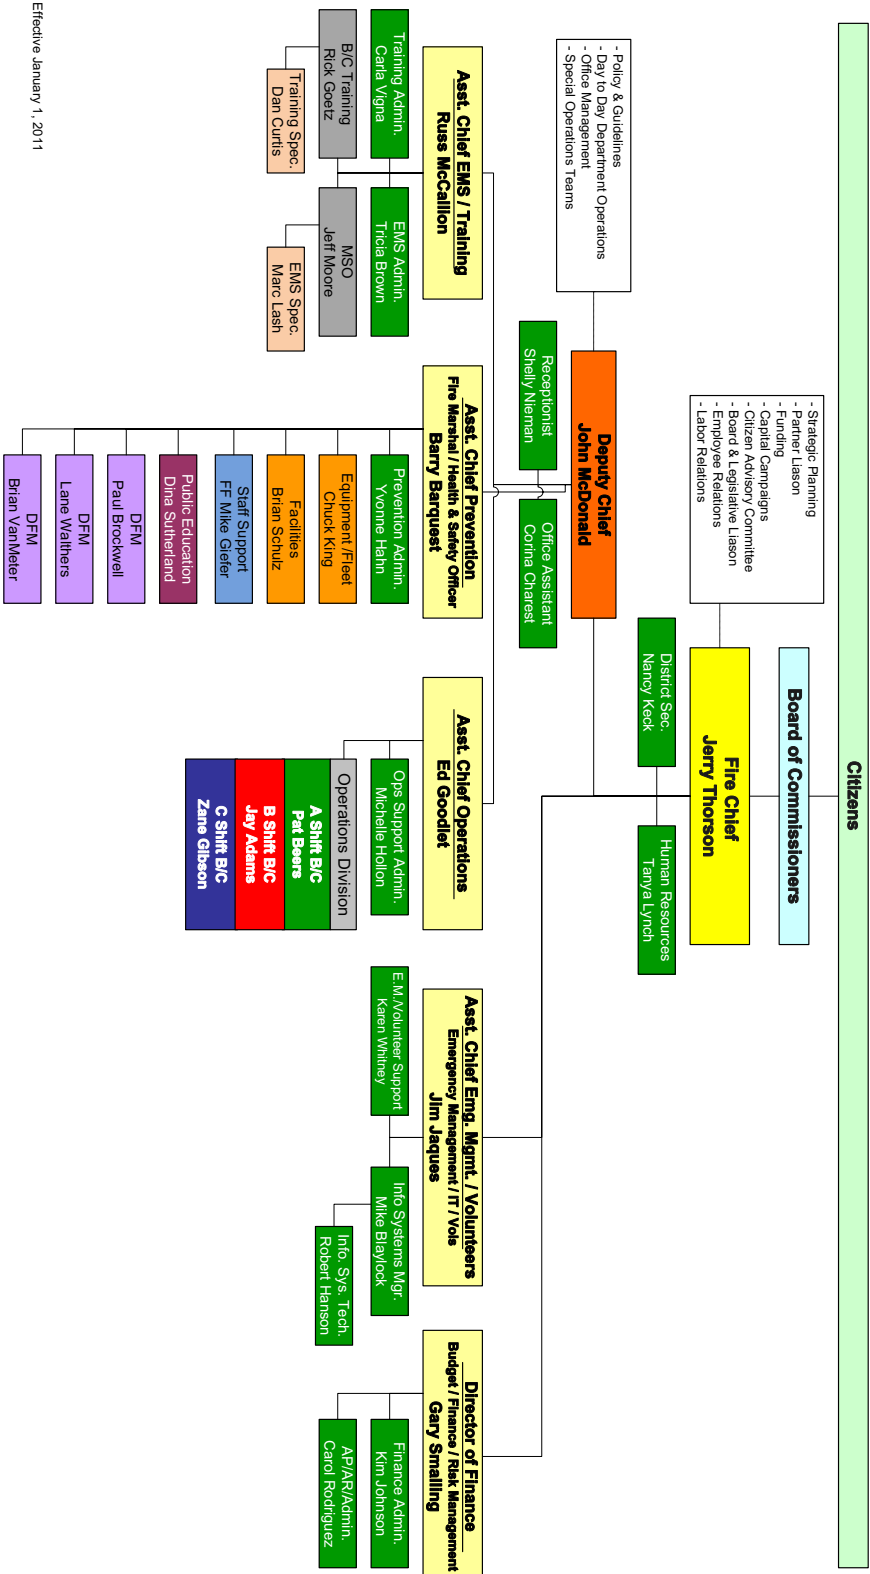 Citizens
Board of Commissioners
Fire Chief
Jerry Thorson
- Strategic Planning
- Partner Liason
- Funding
- Capital Campaigns
- Citizen Advisory Committee
- Board & Legislative Liason
- Employee Relations
- Labor Relations
District Sec.
Nancy Keck
Human Resources
Tanya Lynch
- Policy & Guidelines
- Day to Day Department Operations
- Office Management
- Special Operations Teams
Deputy Chief
John McDonald
Receptionist
Shelly Nieman
Office Assistant
Corina Charest
Asst. Chief EMS / Training
Russ McCallion
Training Admin.
Carla Vigna
EMS Admin.
Tricia Brown
B/C Training
Rick Goetz
MSO
Jeff Moore
Training Spec.
Dan Curtis
EMS Spec.
Marc Lash
Asst. Chief Prevention
Fire Marshal / Health & Safety Officer
Barry Barquest
Prevention Admin.
Yvonne Hahn
Equipment /Fleet
Chuck King
Facilities
Brian Schulz
Staff Support
FF Mike Giefer
Public Education
Dina Sutherland
DFM
Paul Brockwell
DFM
Lane Walthers
DFM
Brian VanMeter
Asst. Chief Operations
Ed Goodlet
Ops Support Admin.
Michelle Hollon
Operations Division
A Shift B/C
Pat Beers
B Shift B/C
Jay Adams
C Shift B/C
Zane Gibson
Asst. Chief Emg. Mgmt. / Volunteers
Emergency Management / IT / Vols
Jim Jaques
E.M./Volunteer Support
Karen Whitney
Info Systems Mgr.
Mike Blaylock
Info. Sys. Tech.
Robert Hanson
Director of Finance
Budget / Finance / Risk Management
Gary Smalling
Finance Admin.
Kim Johnson
AP/AR/Admin.
Carol Rodriguez
Effective January 1, 2011